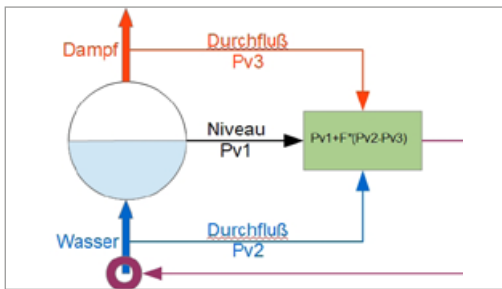 Dampf
Durchfluß
Pv3
Niveau
Pv1
Pv1+F*(Pv2-Pv3)
Wasser
Durchfluß
Pv2